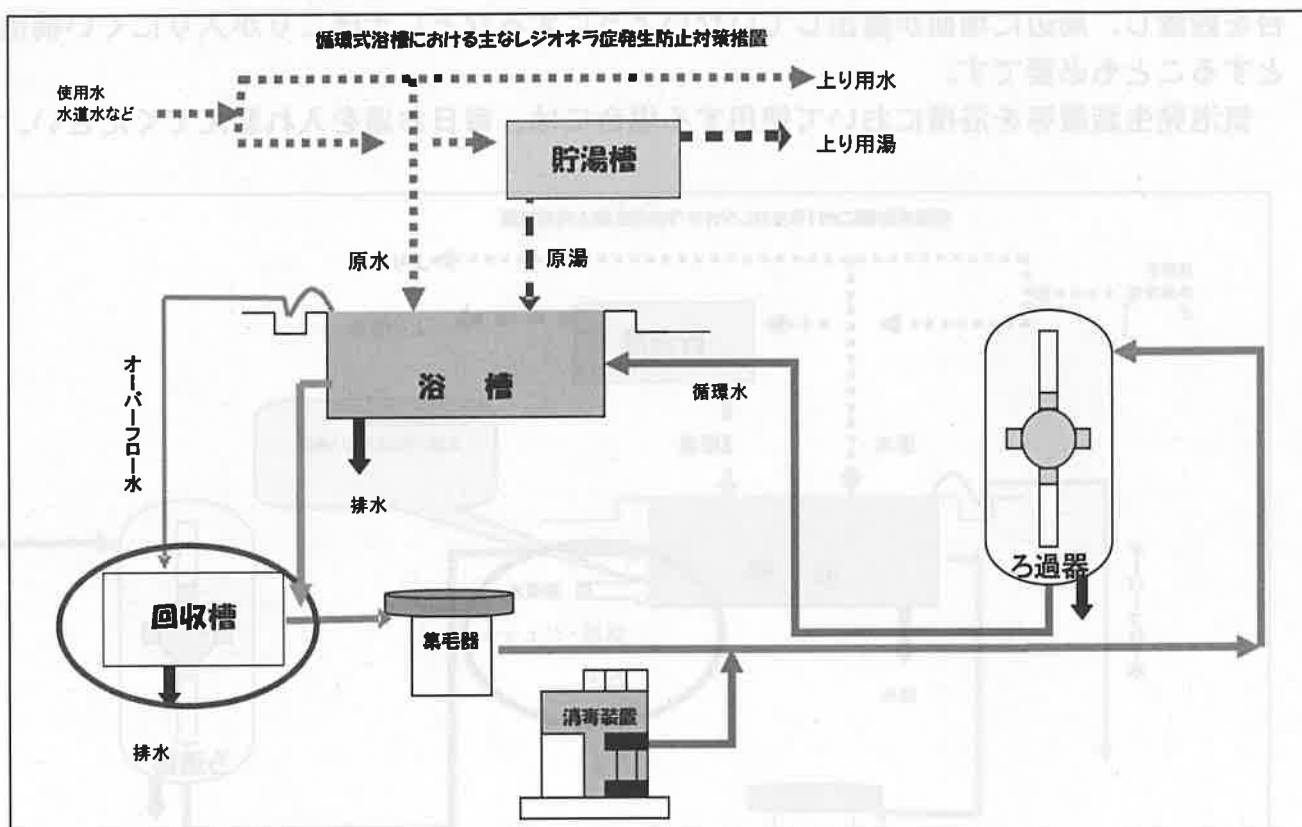 循環式浴槽における主なレジオネラ症発生防止対策措置
使用水
水道水など
上り用水
上り用湯
貯湯槽
原水
原湯
オーバーフロー水
浴　槽
循環水
排水
ろ過器
回収槽
集毛器
消毒装置
排水